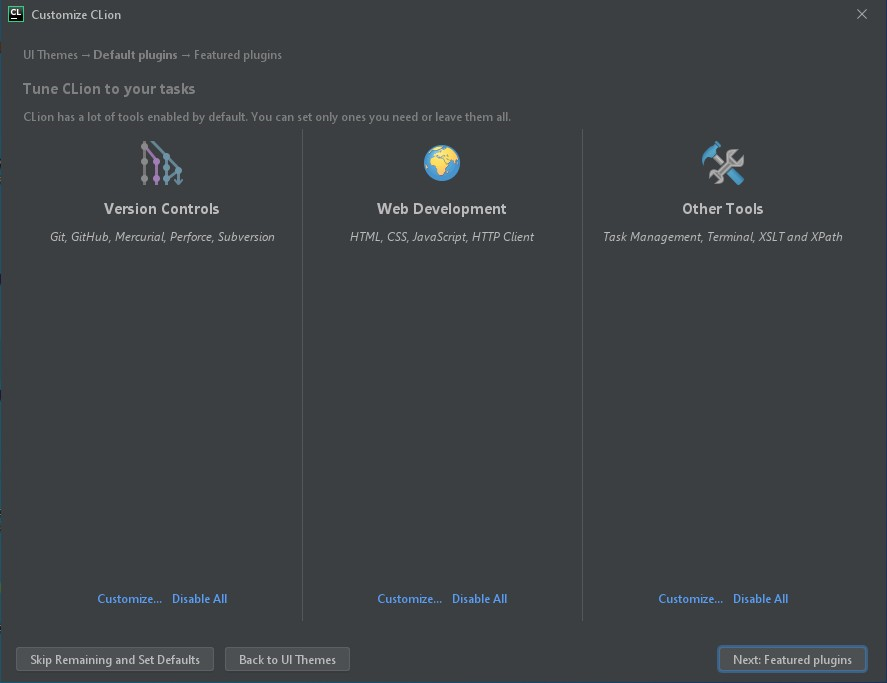 CL
Customize CLion
UI Themes → Default plugins → Featured plugins
Tune CLion to your tasks
CLion has a lot of tools enabled by default. You can set only ones you need or leave them all.
Version Controls
Git, GitHub, Mercurial, Perforce, Subversion
Customize... Disable All
Web Development
HTML, CSS, JavaScript, HTTP Client
Customize... Disable All
Other Tools
Task Management, Terminal, XSLT and XPath
Customize... Disable All
Skip Remaining and Set Defaults
Back to UI Themes
Next: Featured plugins